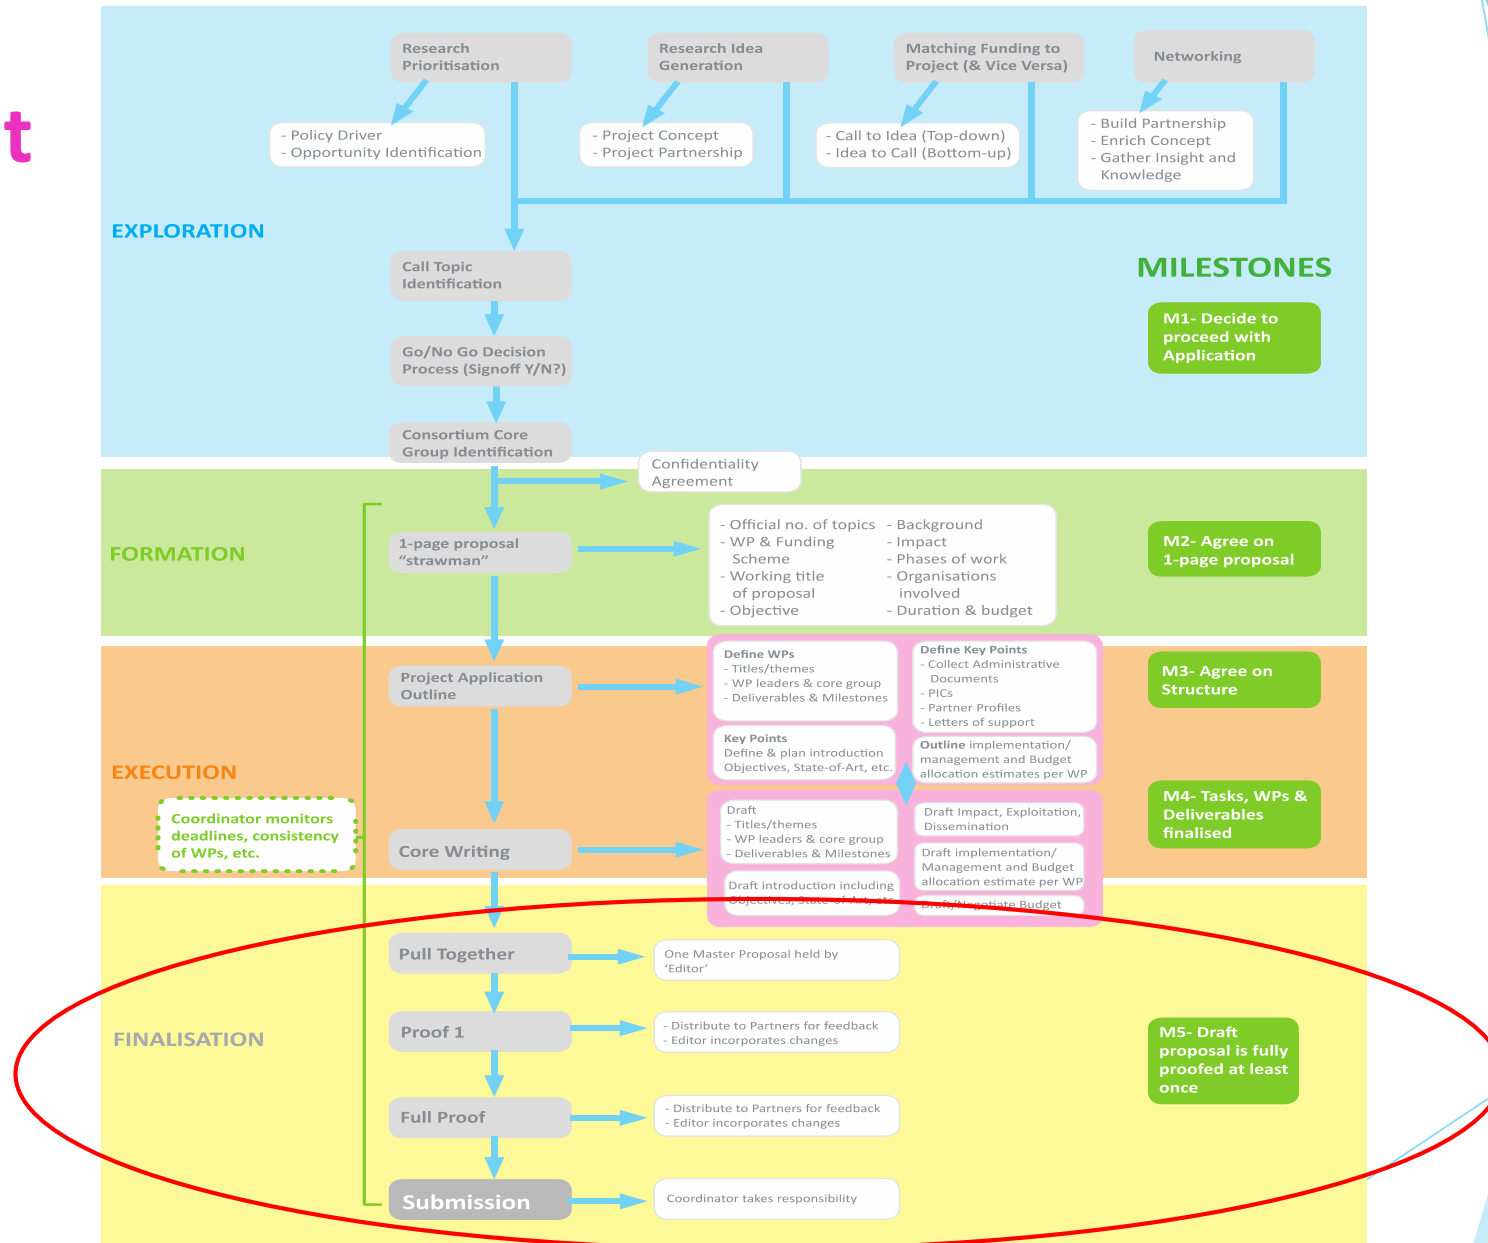 t
Research
Prioritisation
Research Idea
Generation
Matching Funding to
Project (& Vice Versa)
Networking
- Policy Driver
- Opportunity Identification
- Project Concept
- Project Partnership
- Call to Idea (Top-down)
- Idea to Call (Bottom-up)
- Build Partnership
- Enrich Concept
- Gather Insight and
Knowledge
EXPLORATION
MILESTONES
Call Topic
Identification
M1- Decide to
proceed with
Application
Go/No Go Decision
Process (Signoff Y/N?)
Consortium Core
Group Identification
Confidentiality
Agreement
FORMATION
1-page proposal
“strawman”
- Official no. of topics
- WP & Funding
Scheme
- Working title
of proposal
- Objective
- Background
- Impact
- Phases of work
- Organisations
involved
- Duration & budget
M2- Agree on
1-page proposal
Project Application
Outline
Define WPs
- Titles/themes
- WP leaders & core group
- Deliverables & Milestones
Define Key Points
- Collect Administrative
Documents
- PICs
- Partner Profiles
- Letters of support
M3- Agree on
Structure
Key Points
Define & plan introduction
Objectives, State-of-Art, etc.
Outline implementation/
management and Budget
allocation estimates per WP
EXECUTION
Coordinator monitors
deadlines, consistency
of WPs, etc.
Core Writing
Draft
- Titles/themes
- WP leaders & core group
- Deliverables & Milestones
Draft Impact, Exploitation,
Dissemination
M4- Tasks, WPs &
Deliverables
finalised
Draft introduction including
Objectives, State-of-Art, etc
Draft implementation/
Management and Budget
allocation estimate per WP
Draft/Negotiate Budget
Pull Together
One Master Proposal held by
‘Editor’
FINALISATION
Proof 1
- Distribute to Partners for feedback
- Editor incorporates changes
M5- Draft
proposal is fully
proofed at least
once
Full Proof
- Distribute to Partners for feedback
- Editor incorporates changes
Submission
Coordinator takes responsibility